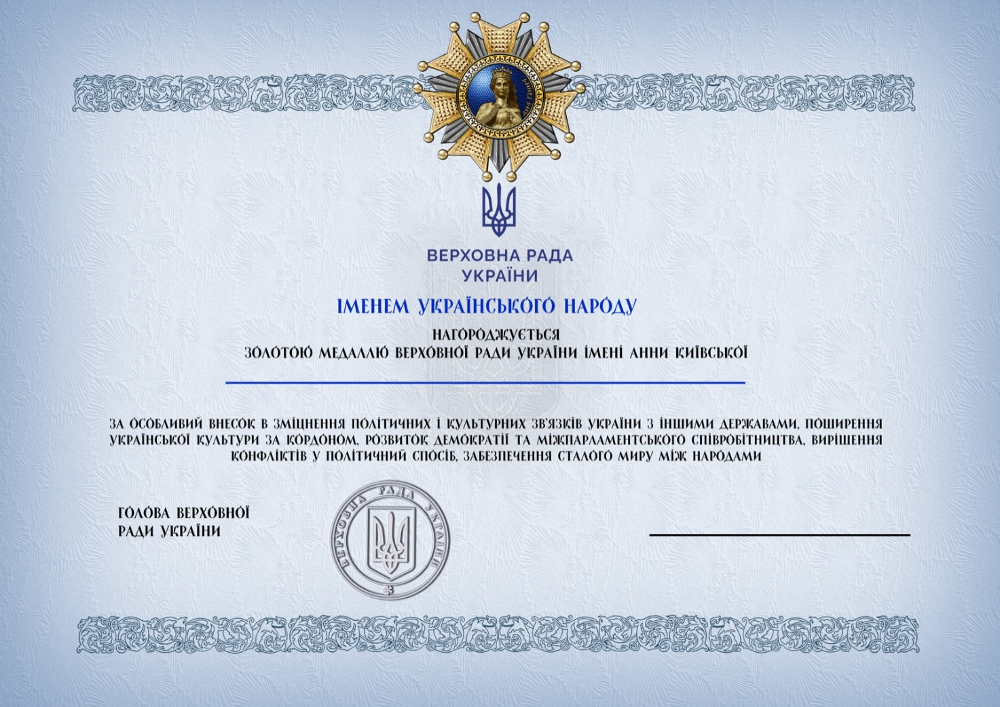 ВЕРХОВНА РАДА
УКРАЇНИ
ІМЕНЕМ УКРАЇНСЬКОГО НАРОДУ
НАГОРОДЖУЄТЬСЯ
ЗОЛОТОЮ МЕДАЛЛЮ ВЕРХОВНОЇ РАДИ УКРАЇНИ ІМЕНІ АННИ КИЇВСЬКОЇ
ЗА ОСОБЛИВИЙ ВНЕСОК В ЗМІЦНЕННЯ ПОЛІТИЧНИХ І КУЛЬТУРНИХ ЗВ'ЯЗКІВ УКРАЇНИ З ІНШИМИ ДЕРЖАВАМИ, ПОШИРЕННЯ
УКРАЇНСЬКОЇ КУЛЬТУРИ ЗА КОРДОНОМ, РОЗВИТОК ДЕМОКРАТІЇ ТА МІЖПАРЛАМЕНТСЬКОГО СПІВРОБІТНИЦТВА, ВИРІШЕННЯ
КОНФЛІКТІВ У ПОЛІТИЧНИЙ СПОСІБ, ЗАБЕЗПЕЧЕННЯ СТАЛОГО МИРУ МІЖ НАРОДАМИ
ГОЛОВА ВЕРХОВНОЇ
РАДИ УКРАЇНИ
ВЕРХОВНА РАДА УКРАЇНИ